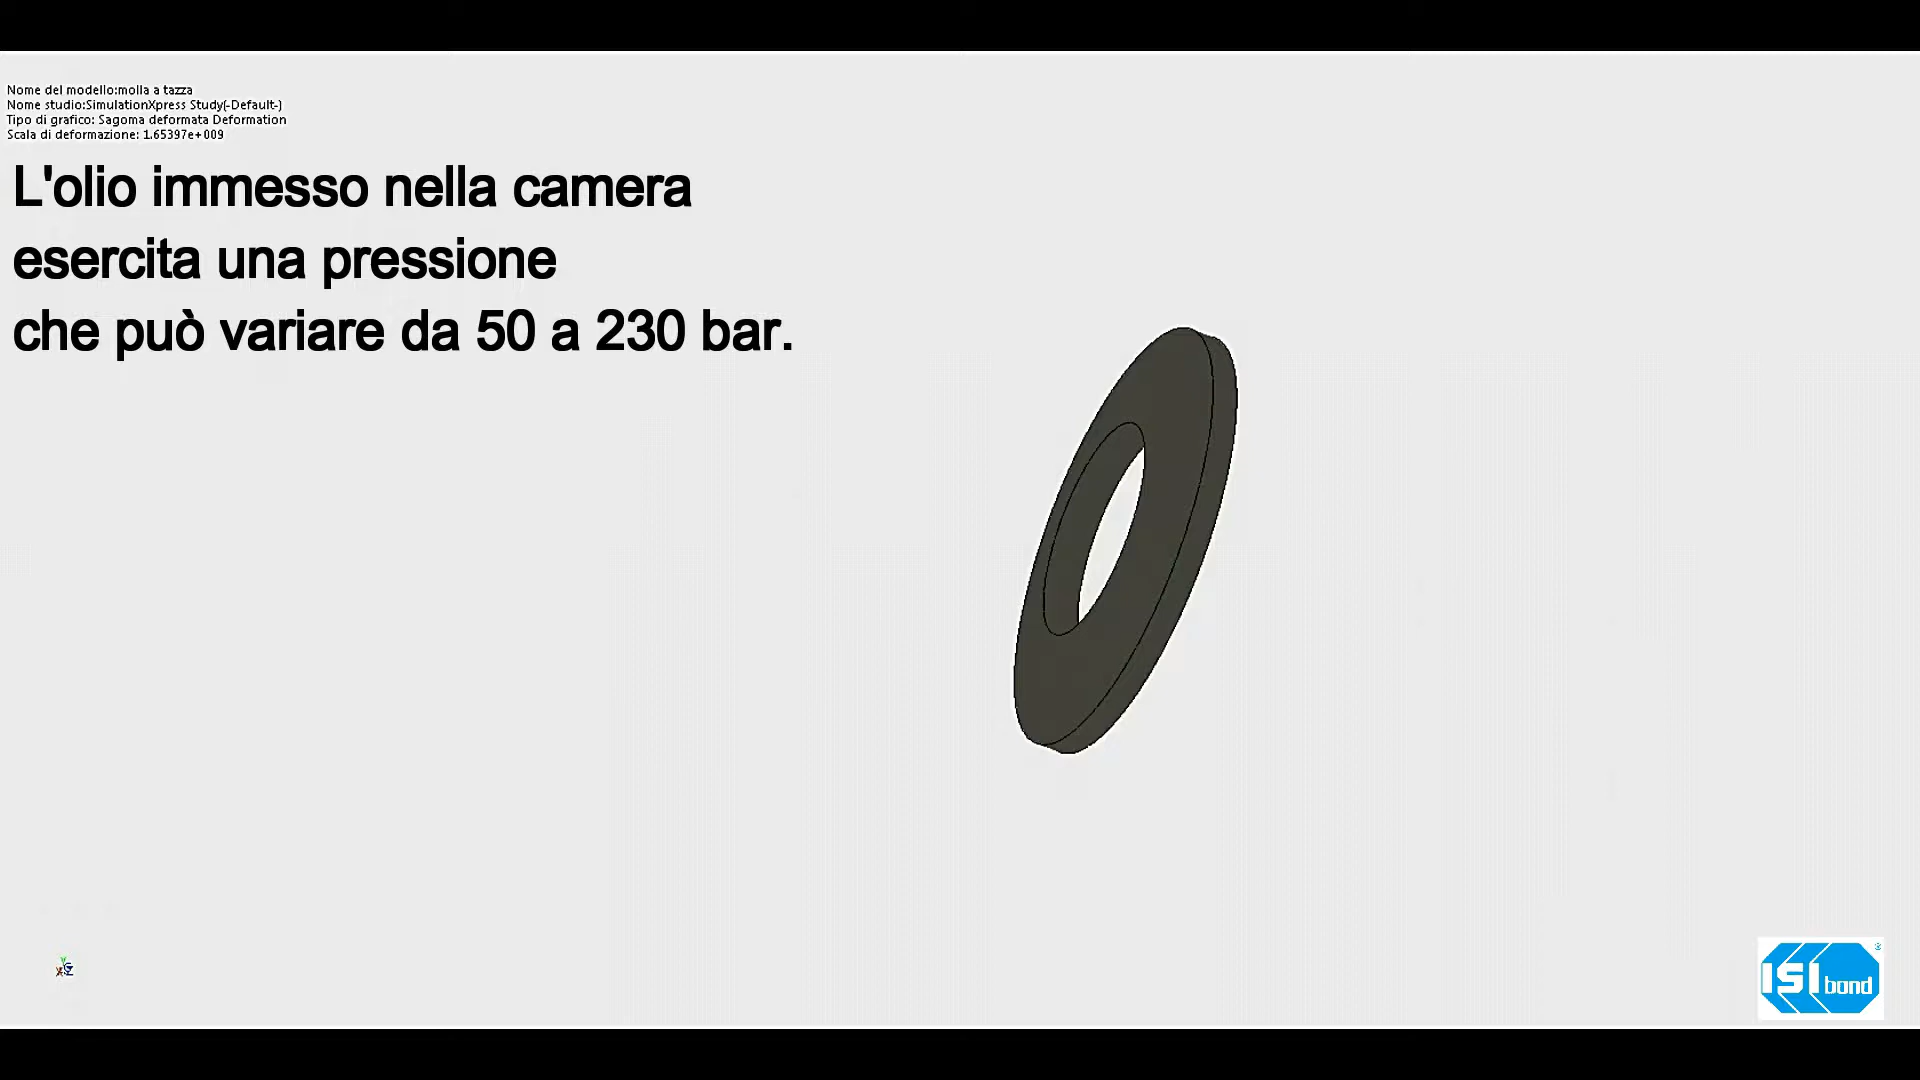 Nome del modello:molla a tazza
Nome studio:SimulationXpress Study(-Default-)
Tipo di grafico: Sagoma deformata Deformation
Scala di deformazione: 1.65397e+009
L'olio immesso nella camera
esercita una pressione
che può variare da 50 a 230 bar.
ISI bond ®